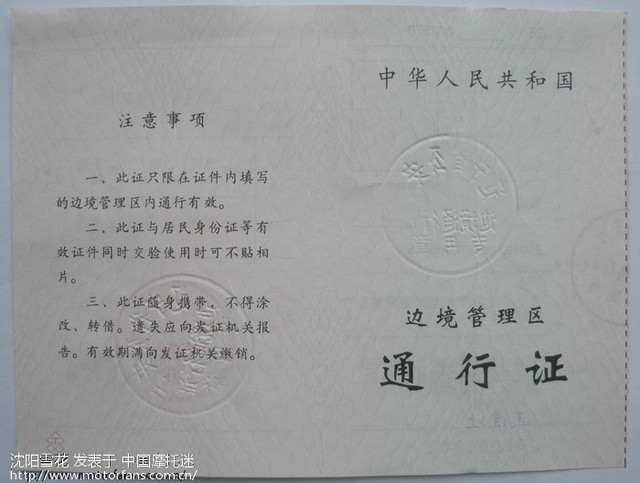 注意事项
一、此证只限在证件内填写
的边境管理区内通行有效。
二、此证与居民身份证等有
效证件同时交验使用时可不贴相
片。
三、此证随身携带，不得涂
改、转借。遗失应向发证机关报
告。有效期满向发证机关缴销。
中华人民共和国
边境管理区
通行证
沈阳雪花 发表于 中国摩托迷
http://www.motorfans.com.cn/